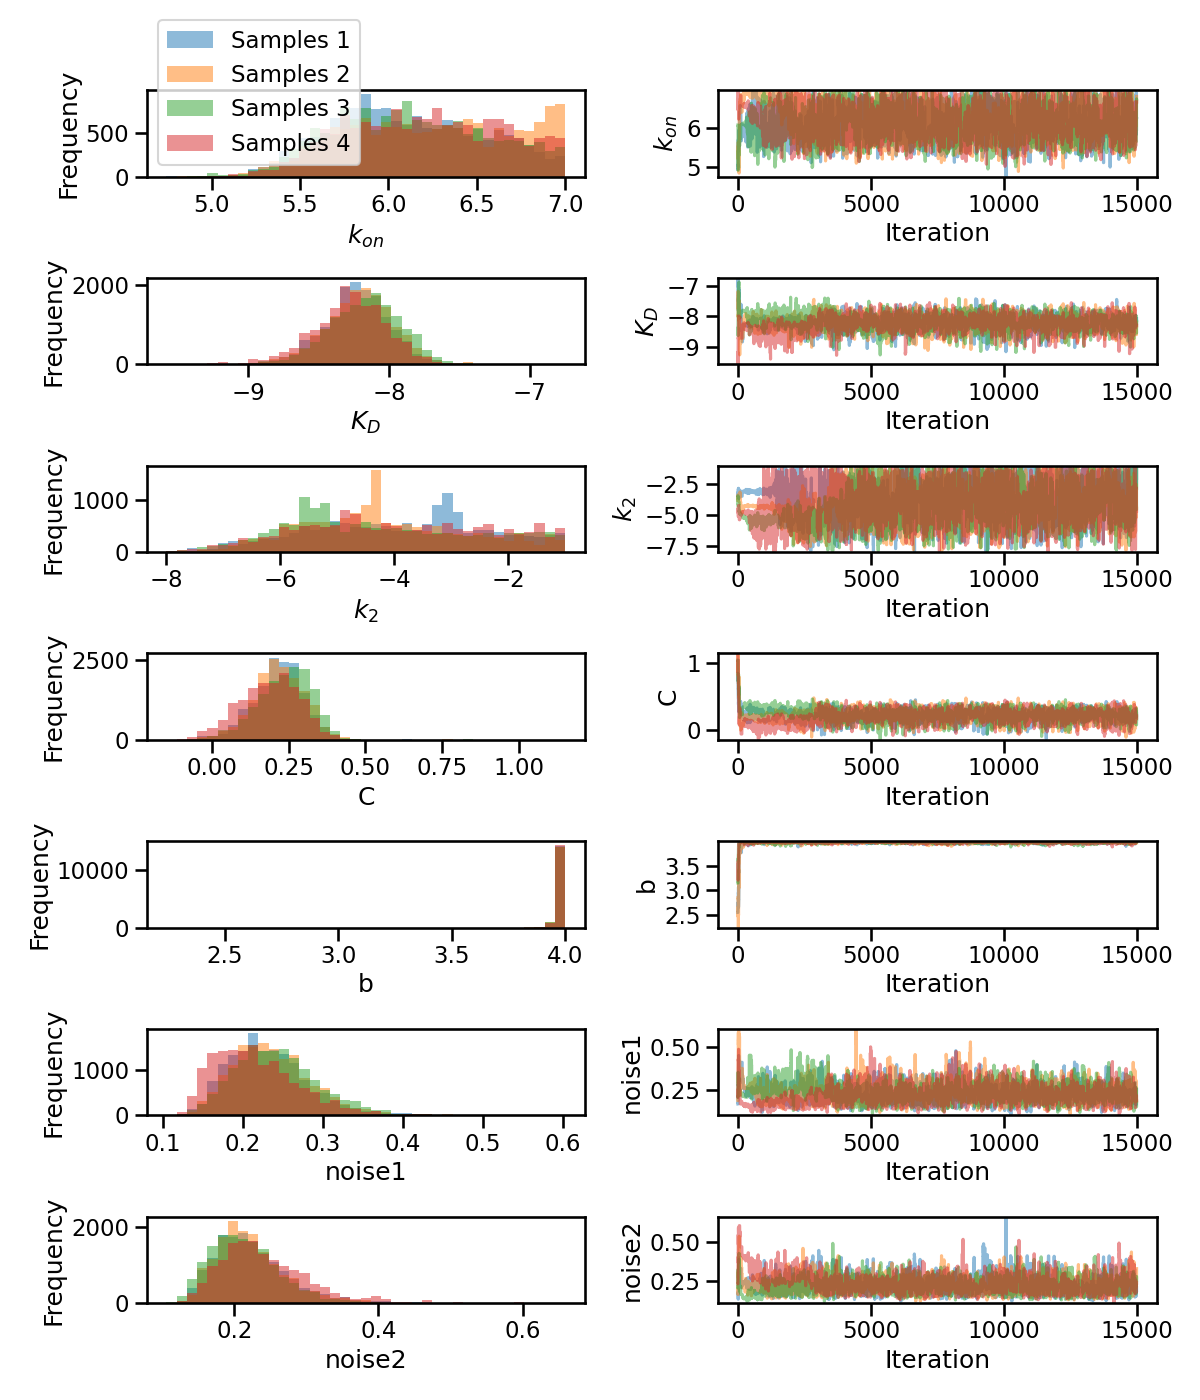 Samples 1
Samples 2
Samples 3
Samples 4
Frequency
500
0
5.0 5.5 6.0 6.5 7.0
k_on
k_on
6
5
0 5000 10000 15000
Iteration
Frequency
2000
0
−9 −8 −7
K_D
K_D
−7
−8
−9
0 5000 10000 15000
Iteration
Frequency
1000
0
−8 −6 −4 −2
k_2
k_2
−2.5
−5.0
−7.5
0 5000 10000 15000
Iteration
Frequency
2500
0
0.00 0.25 0.50 0.75 1.00
C
C
1
0
0 5000 10000 15000
Iteration
Frequency
10000
0
2.5 3.0 3.5 4.0
b
b
3.5
3.0
2.5
0 5000 10000 15000
Iteration
Frequency
1000
0
0.1 0.2 0.3 0.4 0.5 0.6
noise1
noise1
0.50
0.25
0 5000 10000 15000
Iteration
Frequency
2000
0
0.2 0.4 0.6
noise2
noise2
0.50
0.25
0 5000 10000 15000
Iteration